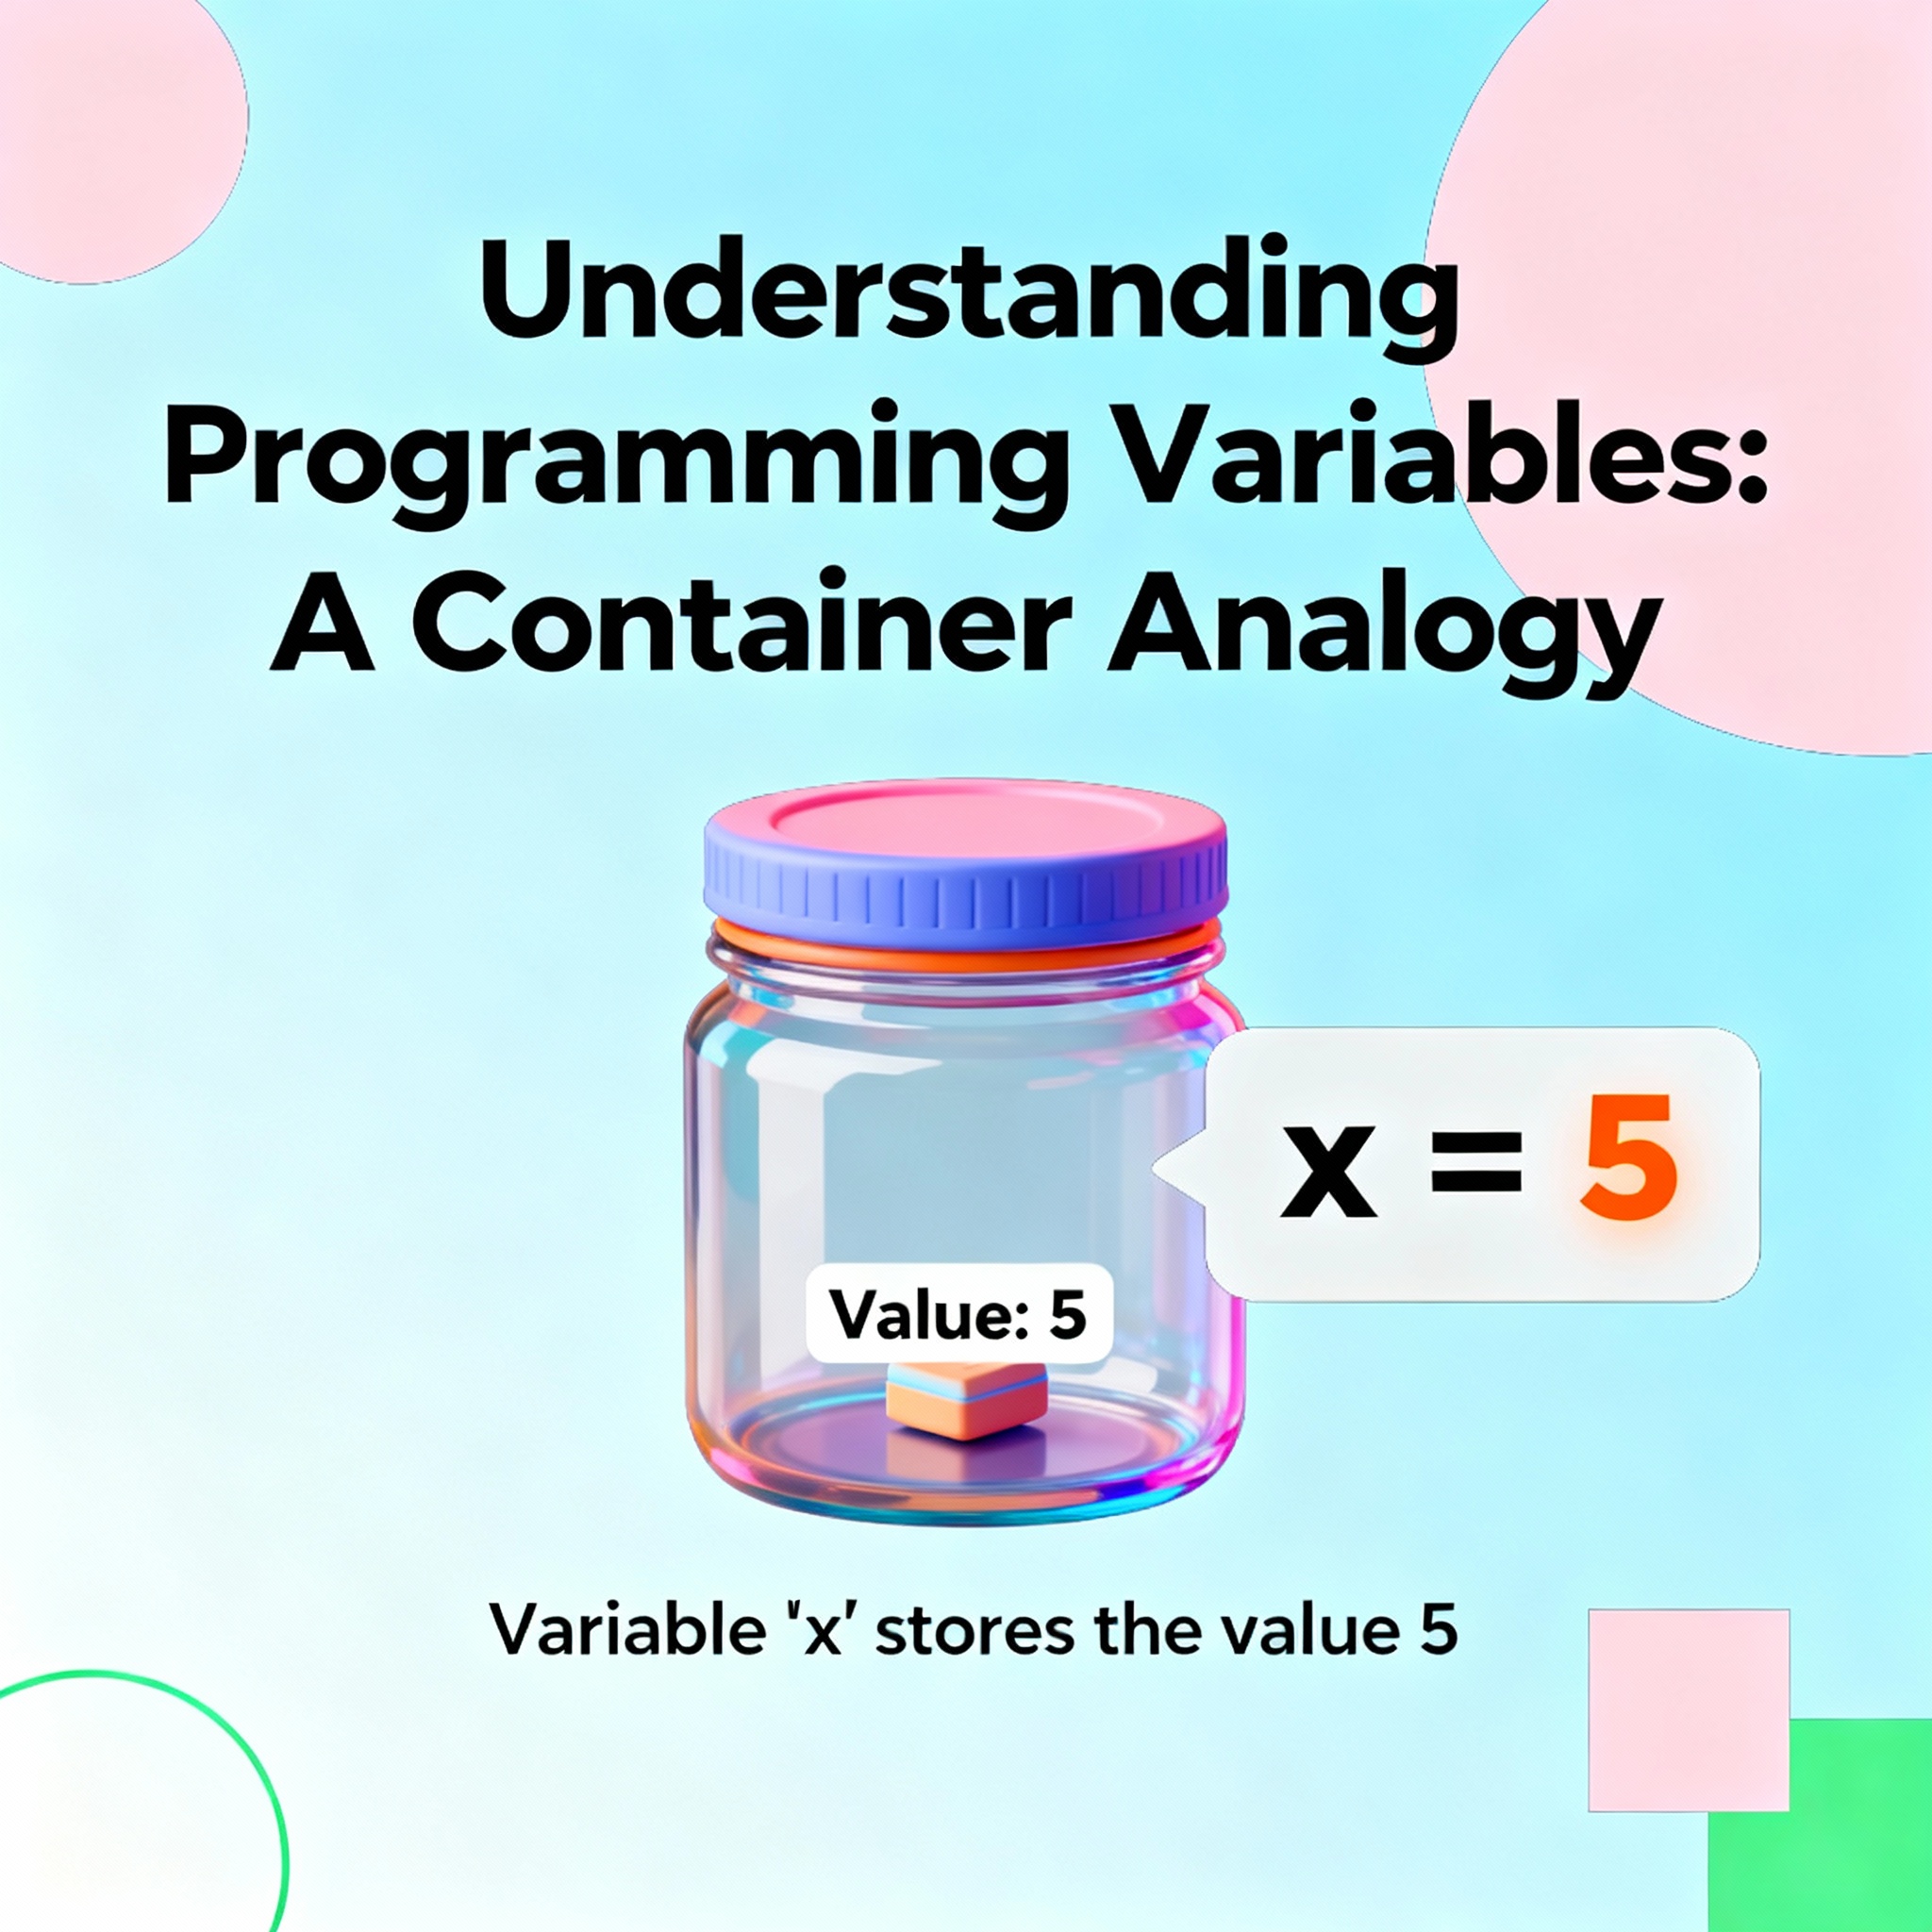 Understanding
Programming Variables:
A Container Analogy
x = 5
Value: 5
Variable 'x' stores the value 5